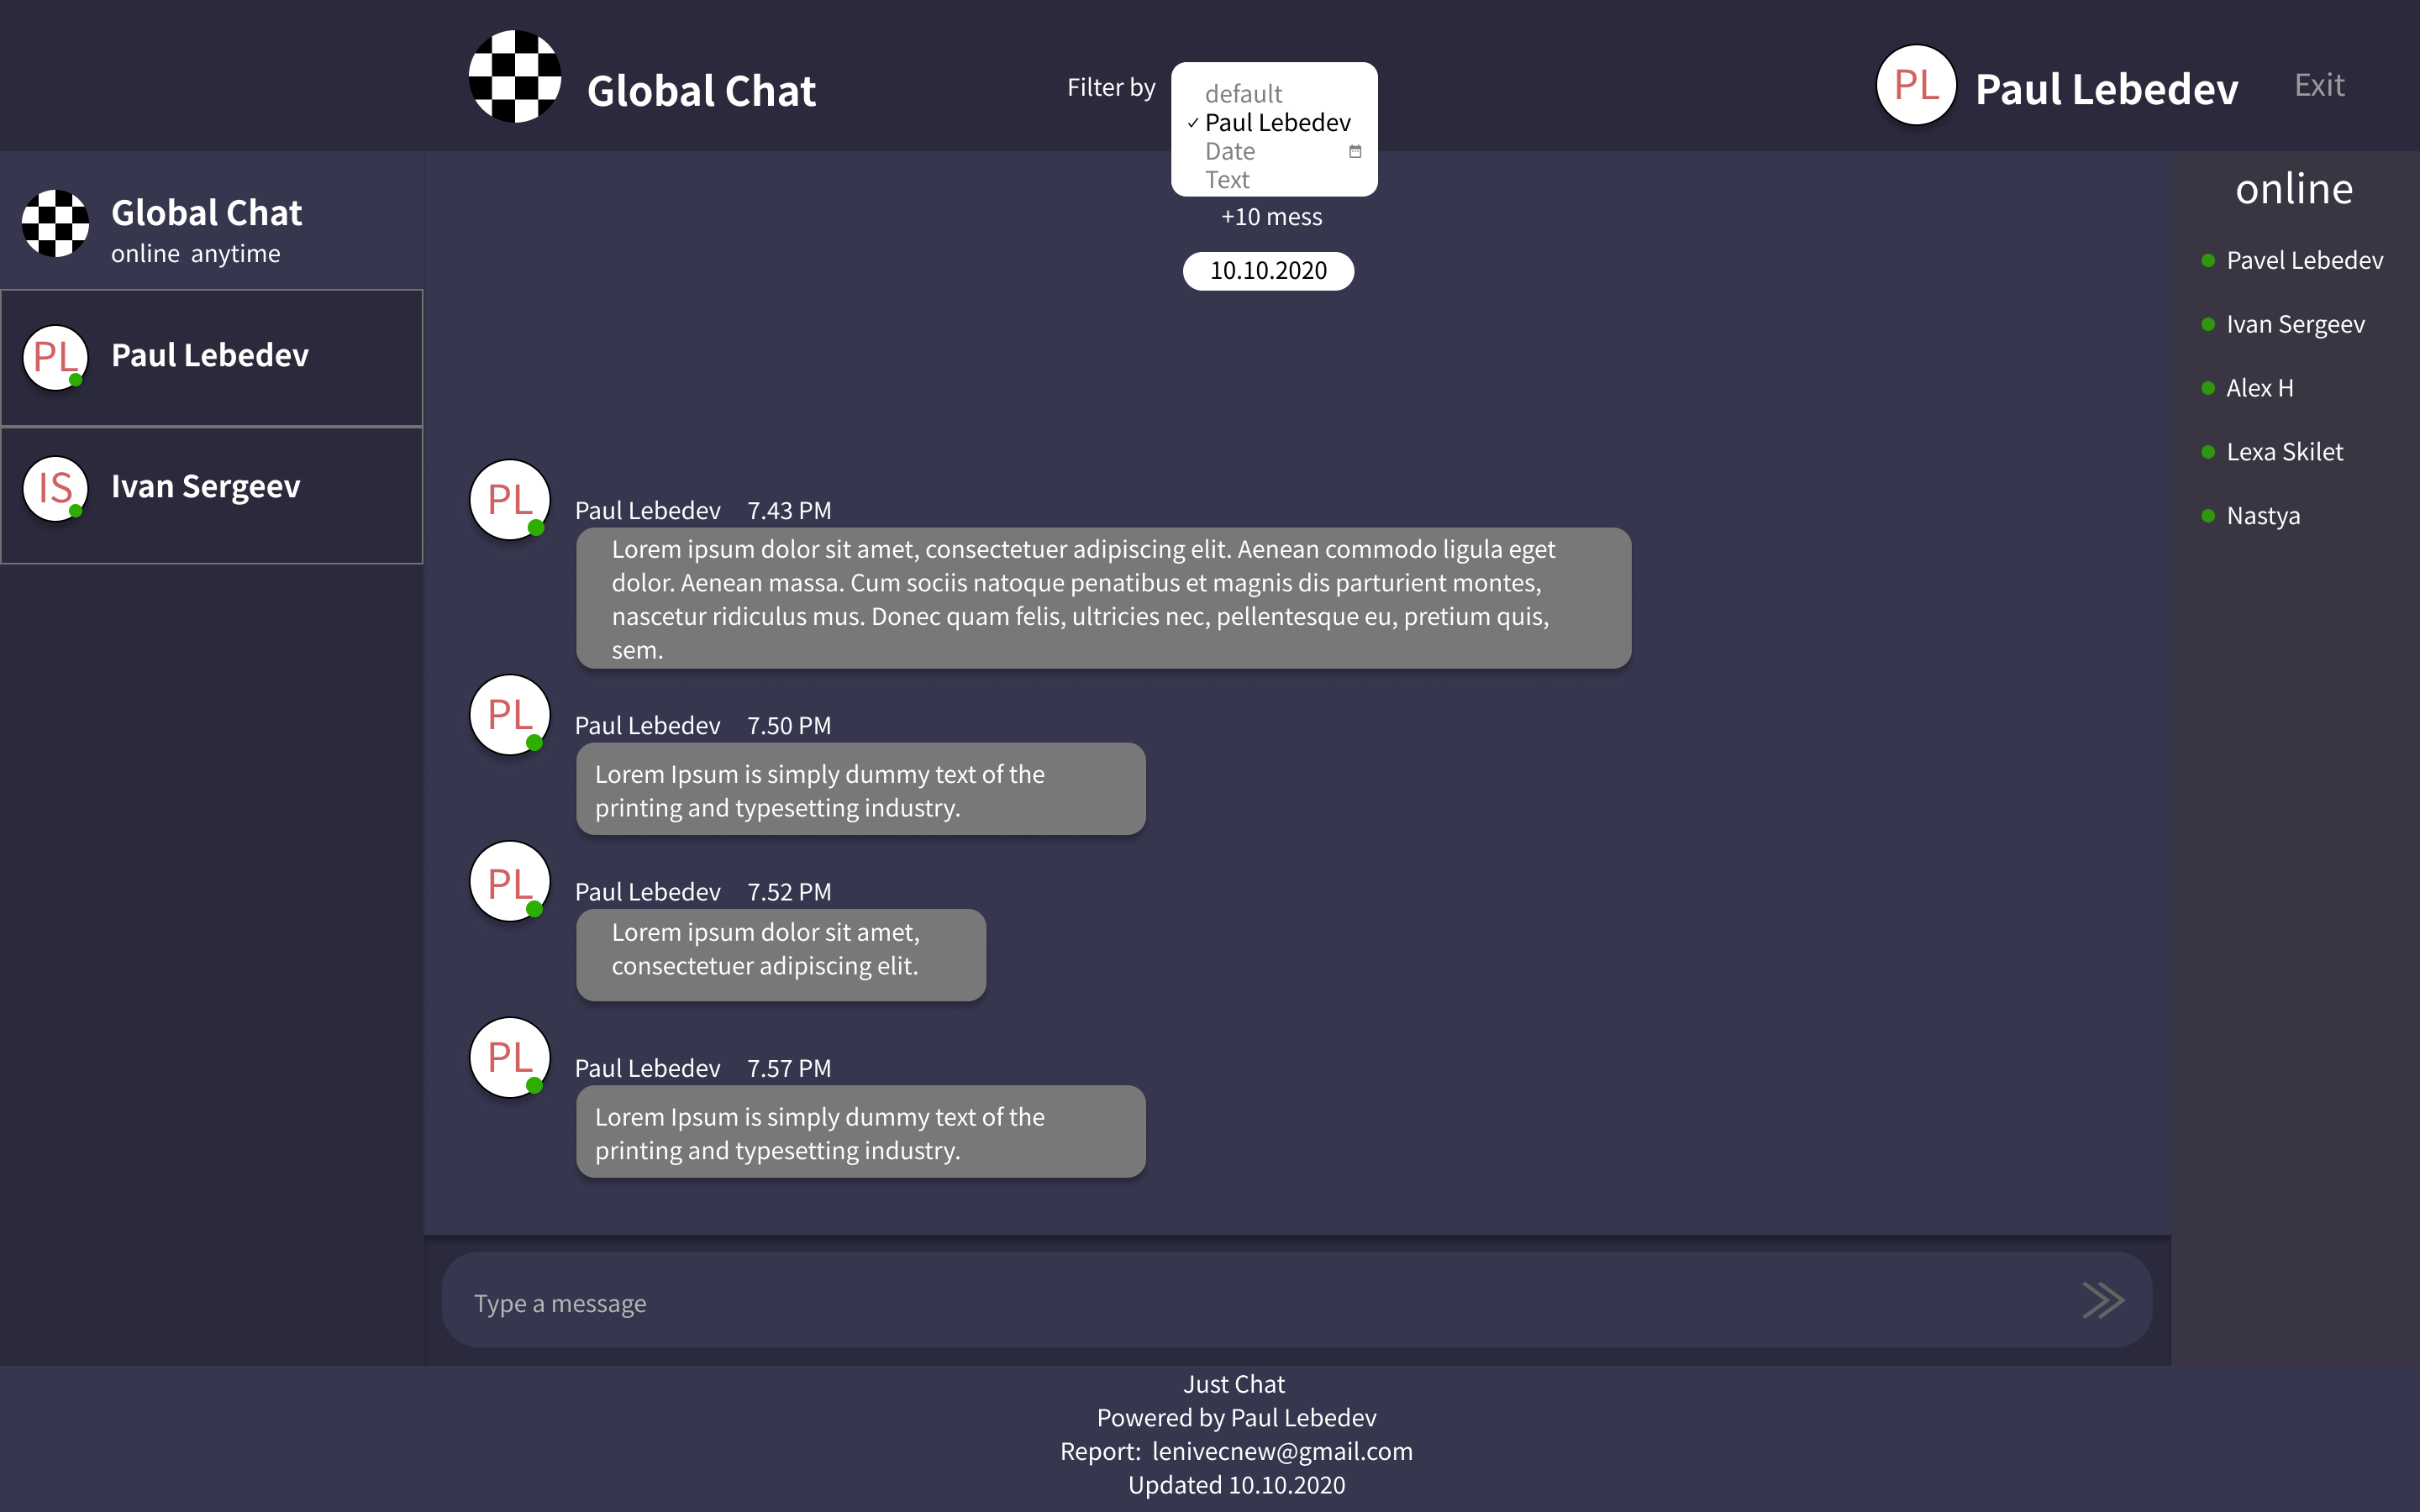 Global Chat
Filter by
default
✓ Paul Lebedev
Date
Text
PL
Paul Lebedev
Exit
Global Chat
online anytime
PL
Paul Lebedev
IS
Ivan Sergeev
+10 mess
10.10.2020
PL
Paul Lebedev 7.43 PM
Lorem ipsum dolor sit amet, consectetuer adipiscing elit. Aenean commodo ligula eget
dolor. Aenean massa. Cum sociis natoque penatibus et magnis dis parturient montes,
nascetur ridiculus mus. Donec quam felis, ultricies nec, pellentesque eu, pretium quis,
sem.
PL
Paul Lebedev 7.50 PM
Lorem Ipsum is simply dummy text of the
printing and typesetting industry.
PL
Paul Lebedev 7.52 PM
Lorem ipsum dolor sit amet,
consectetuer adipiscing elit.
PL
Paul Lebedev 7.57 PM
Lorem Ipsum is simply dummy text of the
printing and typesetting industry.
Type a message
online
Pavel Lebedev
Ivan Sergeev
Alex H
Lexa Skilet
Nastya
Just Chat
Powered by Paul Lebedev
Report: lenivecnew@gmail.com
Updated 10.10.2020